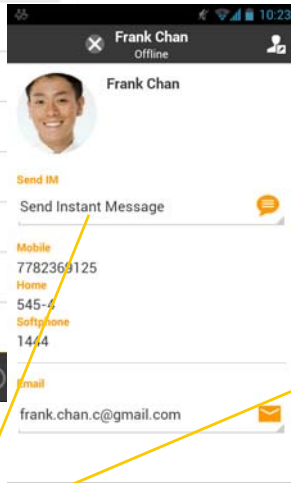 10:23
Frank Chan
Offline
Frank Chan
Send IM
Send Instant Message
Mobile
7782369125
Home
545-4
Softphone
1444
Email
frank.chan.c@gmail.com